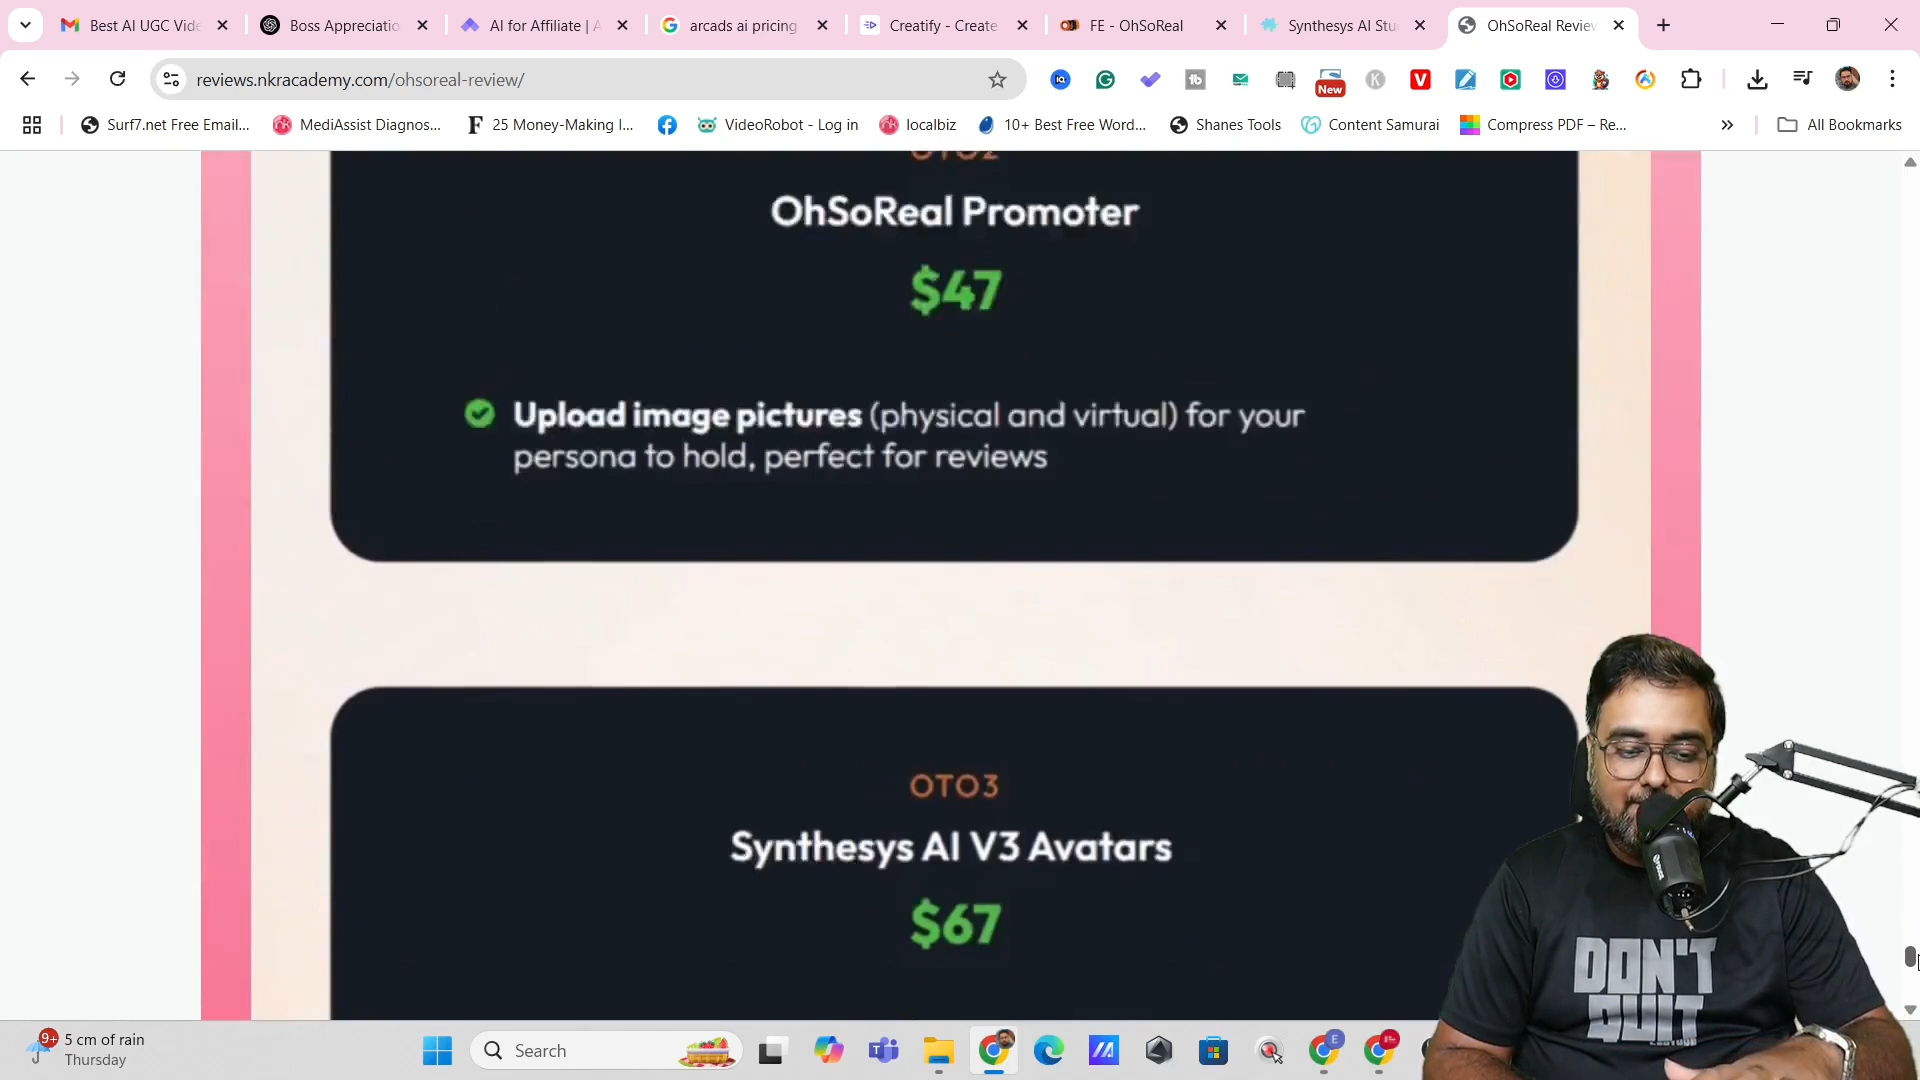 Best AI UGC Vide
Boss Appreciatio
AI for Affiliate | A
arcads ai pricing
Creatify - Create
FE - OhSoReal
Synthesys AI Stu
OhSoReal Review
reviews.nkracademy.com/ohsoreal-review/
New
Surf7.net Free Email...
MediAssist Diagnos...
25 Money-Making I...
VideoRobot - Log in
localbiz
10+ Best Free Word...
Shanes Tools
Content Samurai
Compress PDF – Re...
All Bookmarks
OTO2
OhSoReal Promoter
$47
Upload image pictures (physical and virtual) for your
persona to hold, perfect for reviews
OTO3
Synthesys AI V3 Avatars
$67
DON'T
QUIT
9+
5 cm of rain
Thursday
Search